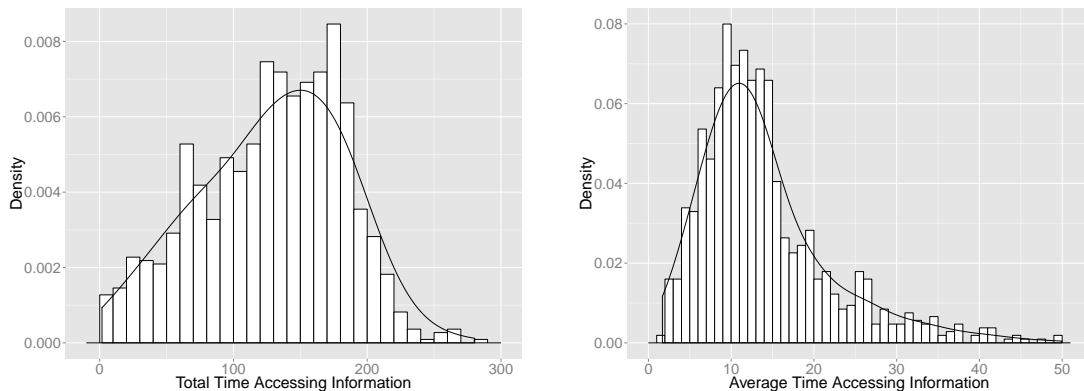 0.008
0.006
0.004
0.002
0.000
Density
0 100 200 300
Total Time Accessing Information
0.08
0.06
0.04
0.02
0.00
Density
0 10 20 30 40 50
Average Time Accessing Information